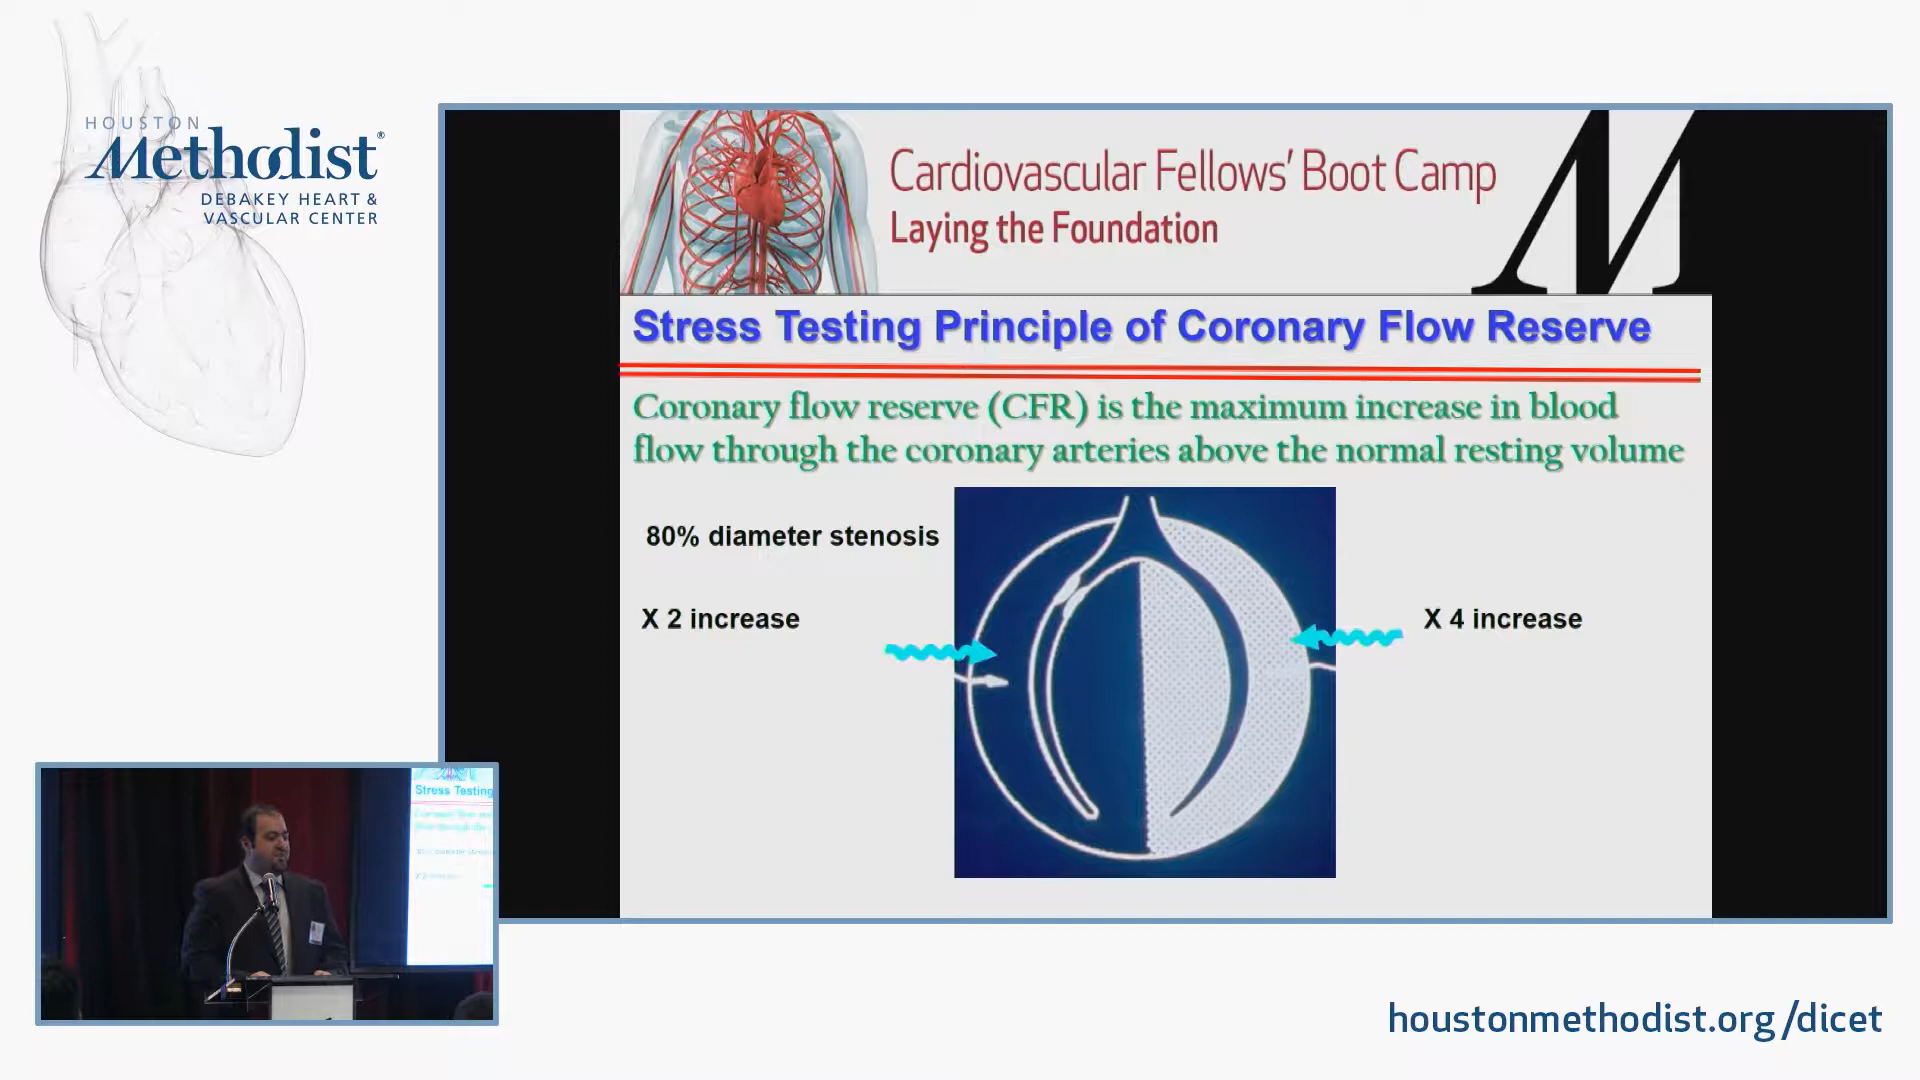 HOUSTON
Methodist®
DEBAKEY HEART &
VASCULAR CENTER
Cardiovascular Fellows’ Boot Camp
Laying the Foundation
M
Stress Testing Principle of Coronary Flow Reserve
Coronary flow reserve (CFR) is the maximum increase in blood
flow through the coronary arteries above the normal resting volume
80% diameter stenosis
X 2 increase
X 4 increase
Stress Testing
houstonmethodist.org/dicet